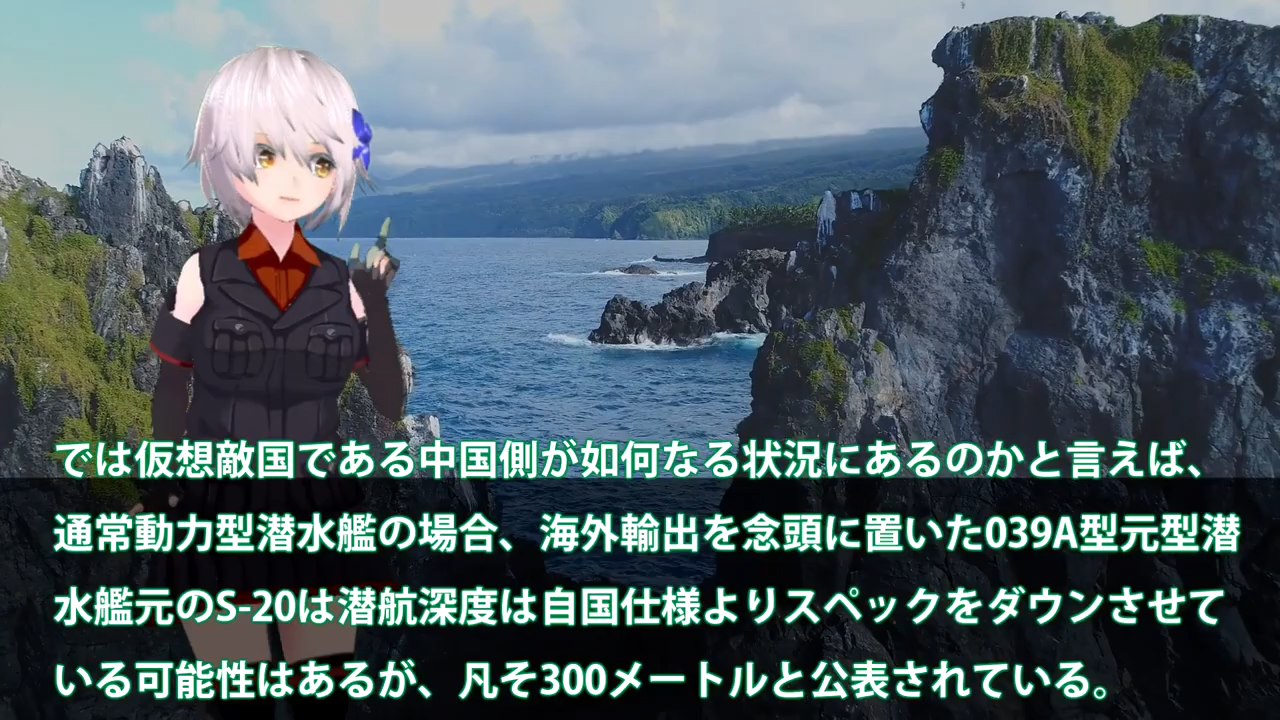 では仮想敵国である中国側が如何なる状況にあるのかと言えば、
通常動力型潜水艦の場合、海外輸出を念頭に置いた039A型元型潜
水艦元のS-20は潜航深度は自国仕様よりスペックをダウンさせて
いる可能性はあるが、凡そ300メートルと公表されている。